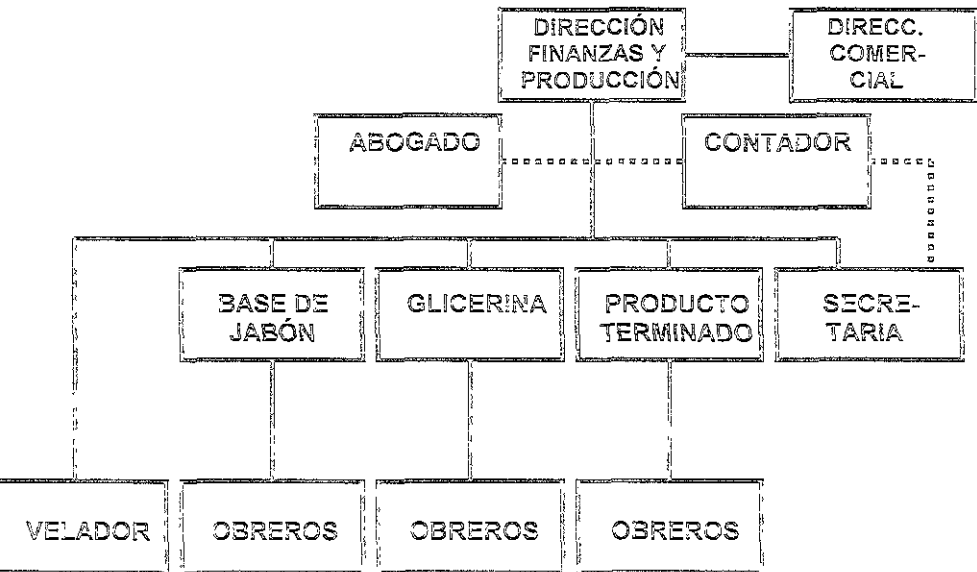 DIRECCIÓN
FINANZAS Y
PRODUCCIÓN
DIRECC.
COMER-
CIAL
ABOGADO
CONTADOR
BASE DE
JABÓN
GLICERINA
PRODUCTO
TERMINADO
SECRE-
TARIA
VELADOR
OBREROS
OBREROS
OBREROS